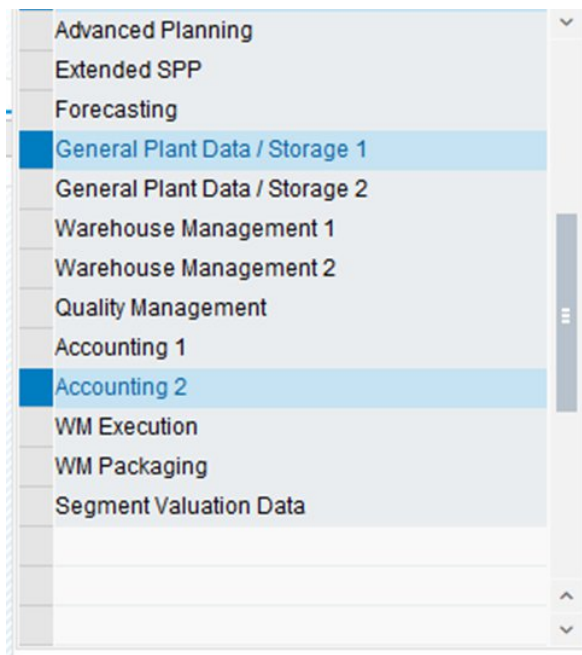 Advanced Planning
Extended SPP
Forecasting
General Plant Data / Storage 1
General Plant Data / Storage 2
Warehouse Management 1
Warehouse Management 2
Quality Management
Accounting 1
Accounting 2
WM Execution
WM Packaging
Segment Valuation Data